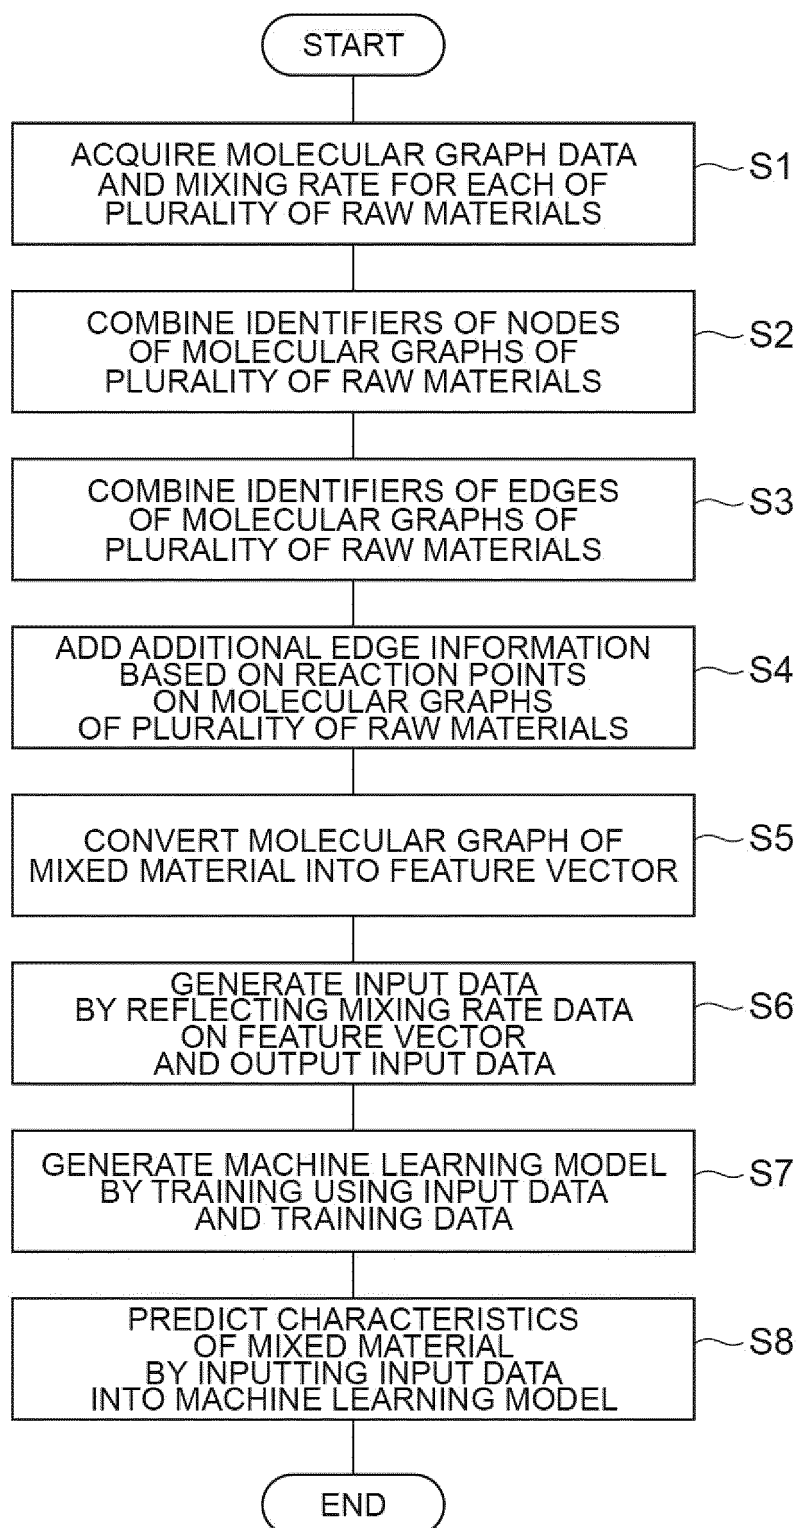 START
ACQUIRE MOLECULAR GRAPH DATA
AND MIXING RATE FOR EACH OF
PLURALITY OF RAW MATERIALS
S1
COMBINE IDENTIFIERS OF NODES
OF MOLECULAR GRAPHS OF
PLURALITY OF RAW MATERIALS
S2
COMBINE IDENTIFIERS OF EDGES
OF MOLECULAR GRAPHS OF
PLURALITY OF RAW MATERIALS
S3
ADD ADDITIONAL EDGE INFORMATION
BASED ON REACTION POINTS
ON MOLECULAR GRAPHS
OF PLURALITY OF RAW MATERIALS
S4
CONVERT MOLECULAR GRAPH OF
MIXED MATERIAL INTO FEATURE VECTOR
S5
GENERATE INPUT DATA
BY REFLECTING MIXING RATE DATA
ON FEATURE VECTOR
AND OUTPUT INPUT DATA
S6
GENERATE MACHINE LEARNING MODEL
BY TRAINING USING INPUT DATA
AND TRAINING DATA
S7
PREDICT CHARACTERISTICS
OF MIXED MATERIAL
BY INPUTTING INPUT DATA
INTO MACHINE LEARNING MODEL
S8
END